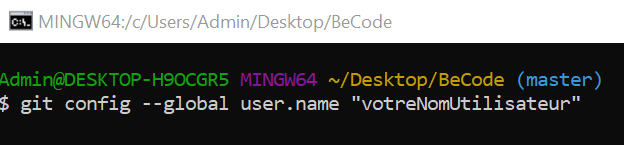 MINGW64:/c/Users/Admin/Desktop/BeCode
Admin@DESKTOP-H9OCGR5 MINGW64 ~/Desktop/BeCode (master)
$ git config --global user.name "votreNomUtilisateur"